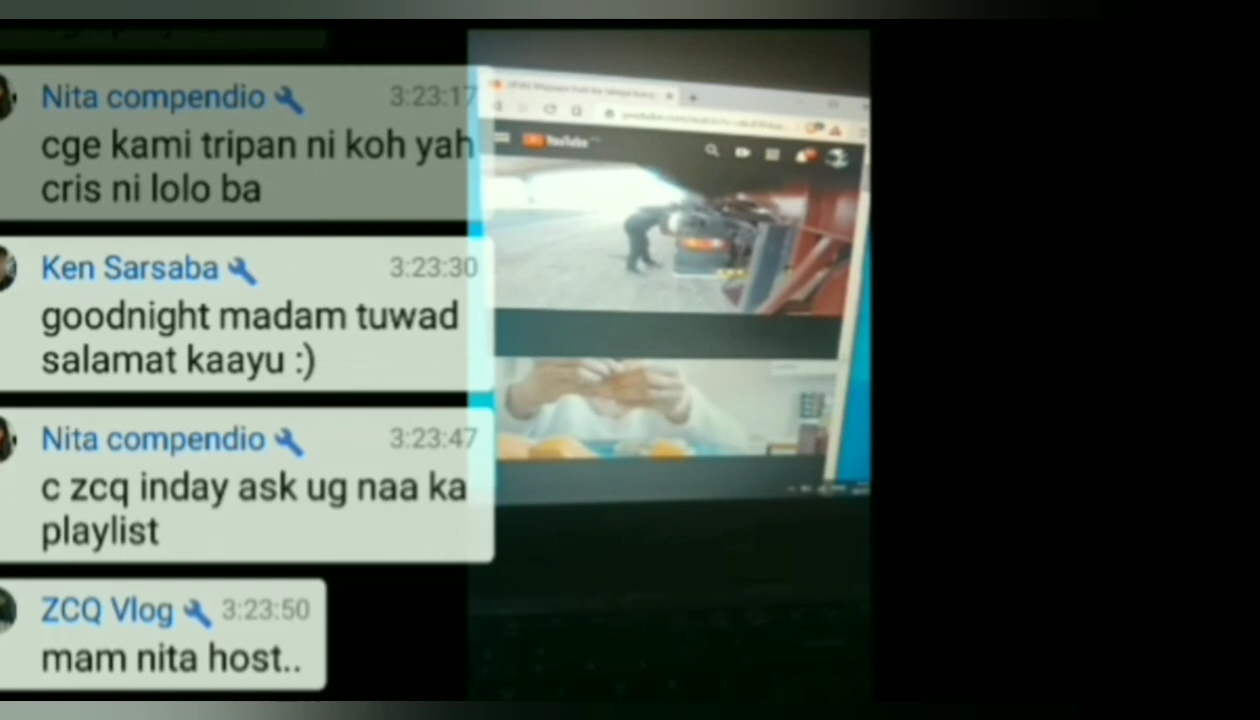 Nita compendio 3:23:17
cge kami tripan ni koh yah
cris ni lolo ba
Ken Sarsaba 3:23:30
goodnight madam tuwad
salamat kaayu :)
Nita compendio 3:23:47
c zcq inday ask ug naa ka
playlist
ZCQ Vlog 3:23:50
mam nita host..
YouTube